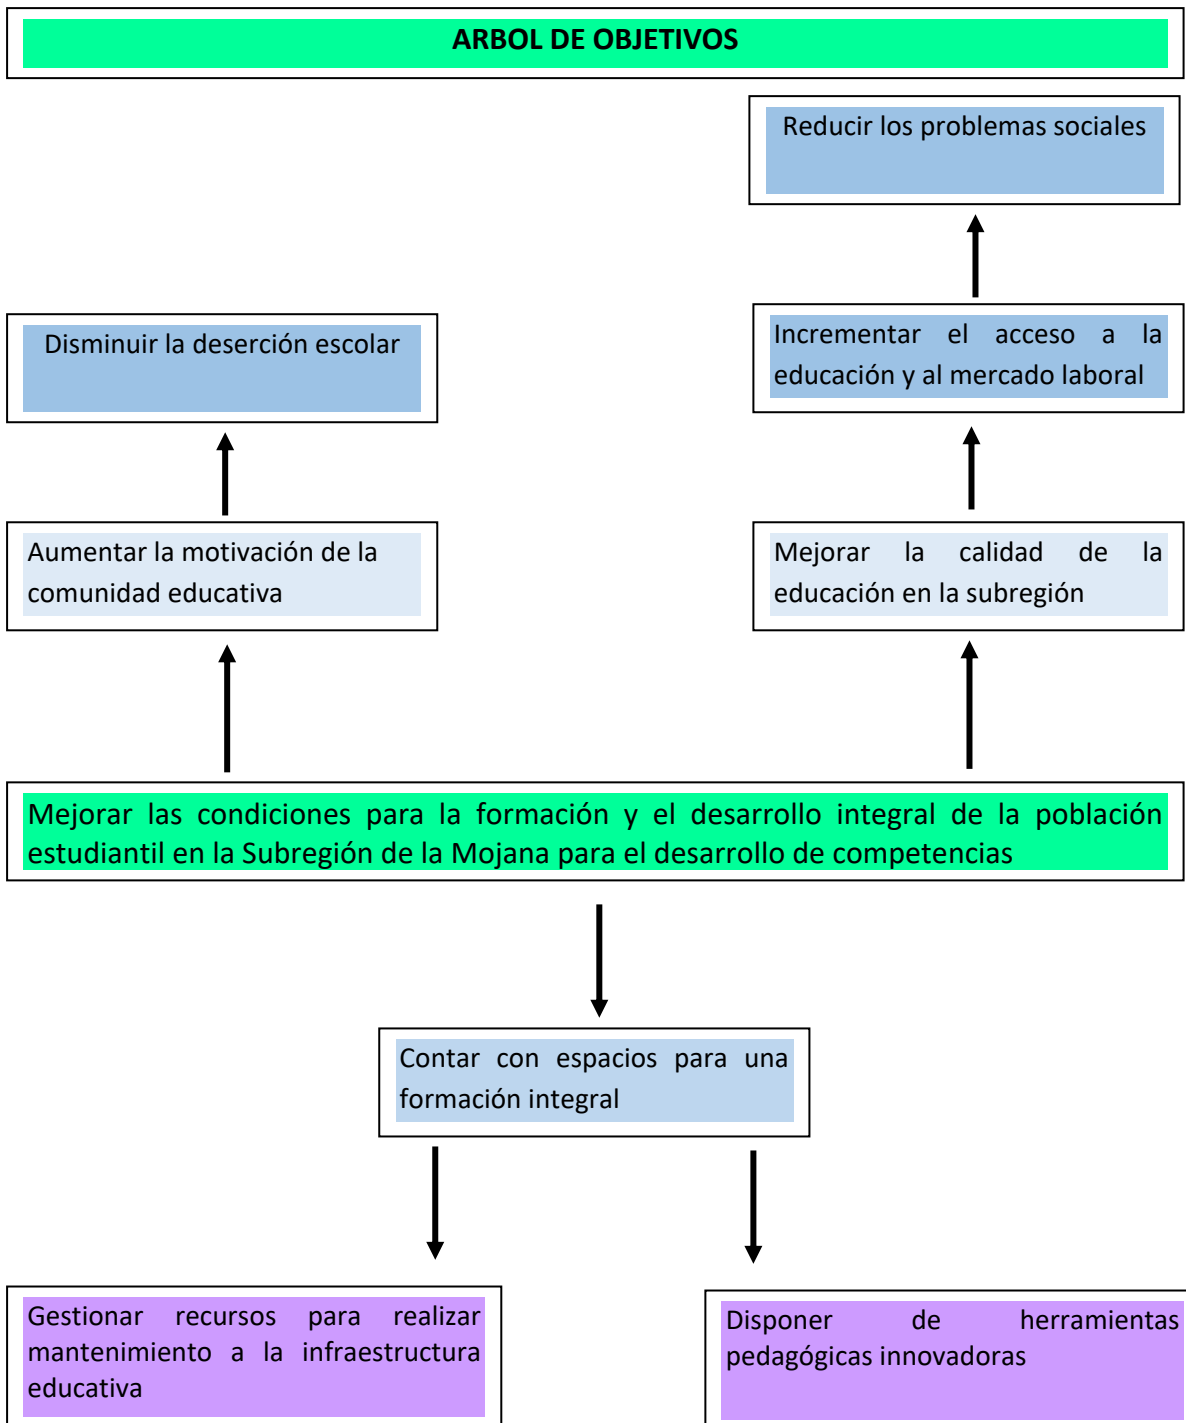 ARBOL DE OBJETIVOS
Reducir los problemas sociales
Disminuir la deserción escolar
Incrementar el acceso a la
educación y al mercado laboral
Aumentar la motivación de la
comunidad educativa
Mejorar la calidad de la
educación en la subregión
Mejorar las condiciones para la formación y el desarrollo integral de la población
estudiantil en la Subregión de la Mojana para el desarrollo de competencias
Contar con espacios para una
formación integral
Gestionar recursos para realizar
mantenimiento a la infraestructura
educativa
Disponer de herramientas
pedagógicas innovadoras